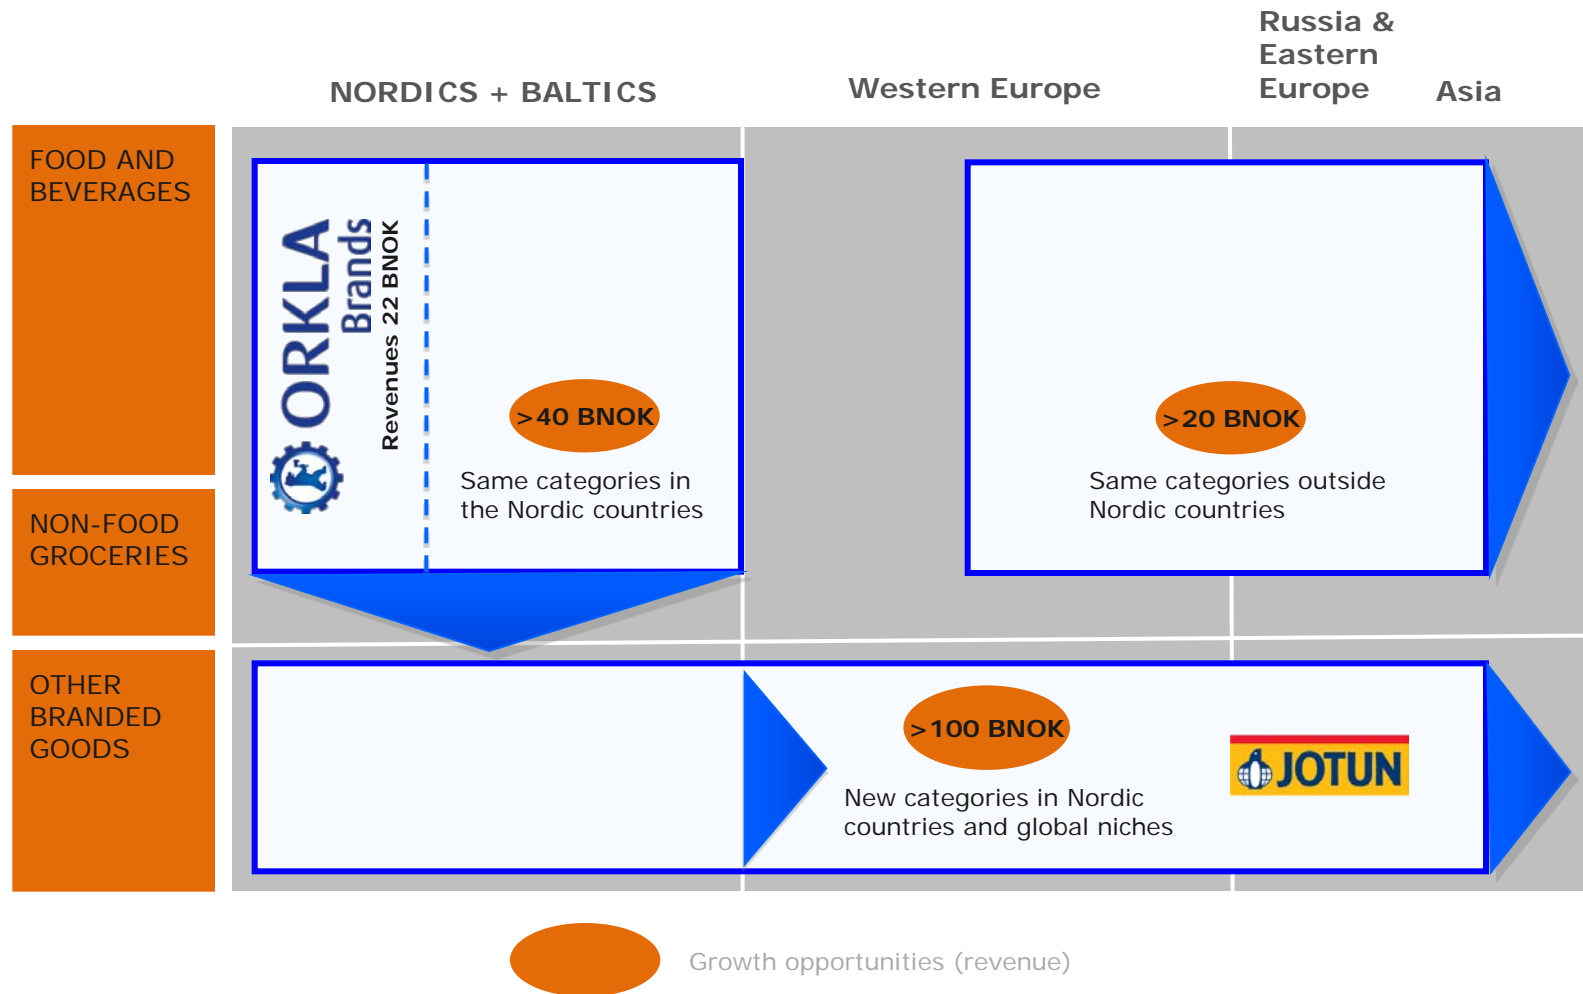 Russia &
Eastern
Europe
NORDICS + BALTICS
Western Europe
Asia
FOOD AND
BEVERAGES
ORKLA
Brands
Revenues 22 BNOK
>40 BNOK
Same categories in
the Nordic countries
>20 BNOK
Same categories outside
Nordic countries
NON-FOOD
GROCERIES
OTHER
BRANDED
GOODS
>100 BNOK
New categories in Nordic
countries and global niches
JOTUN
Growth opportunities (revenue)